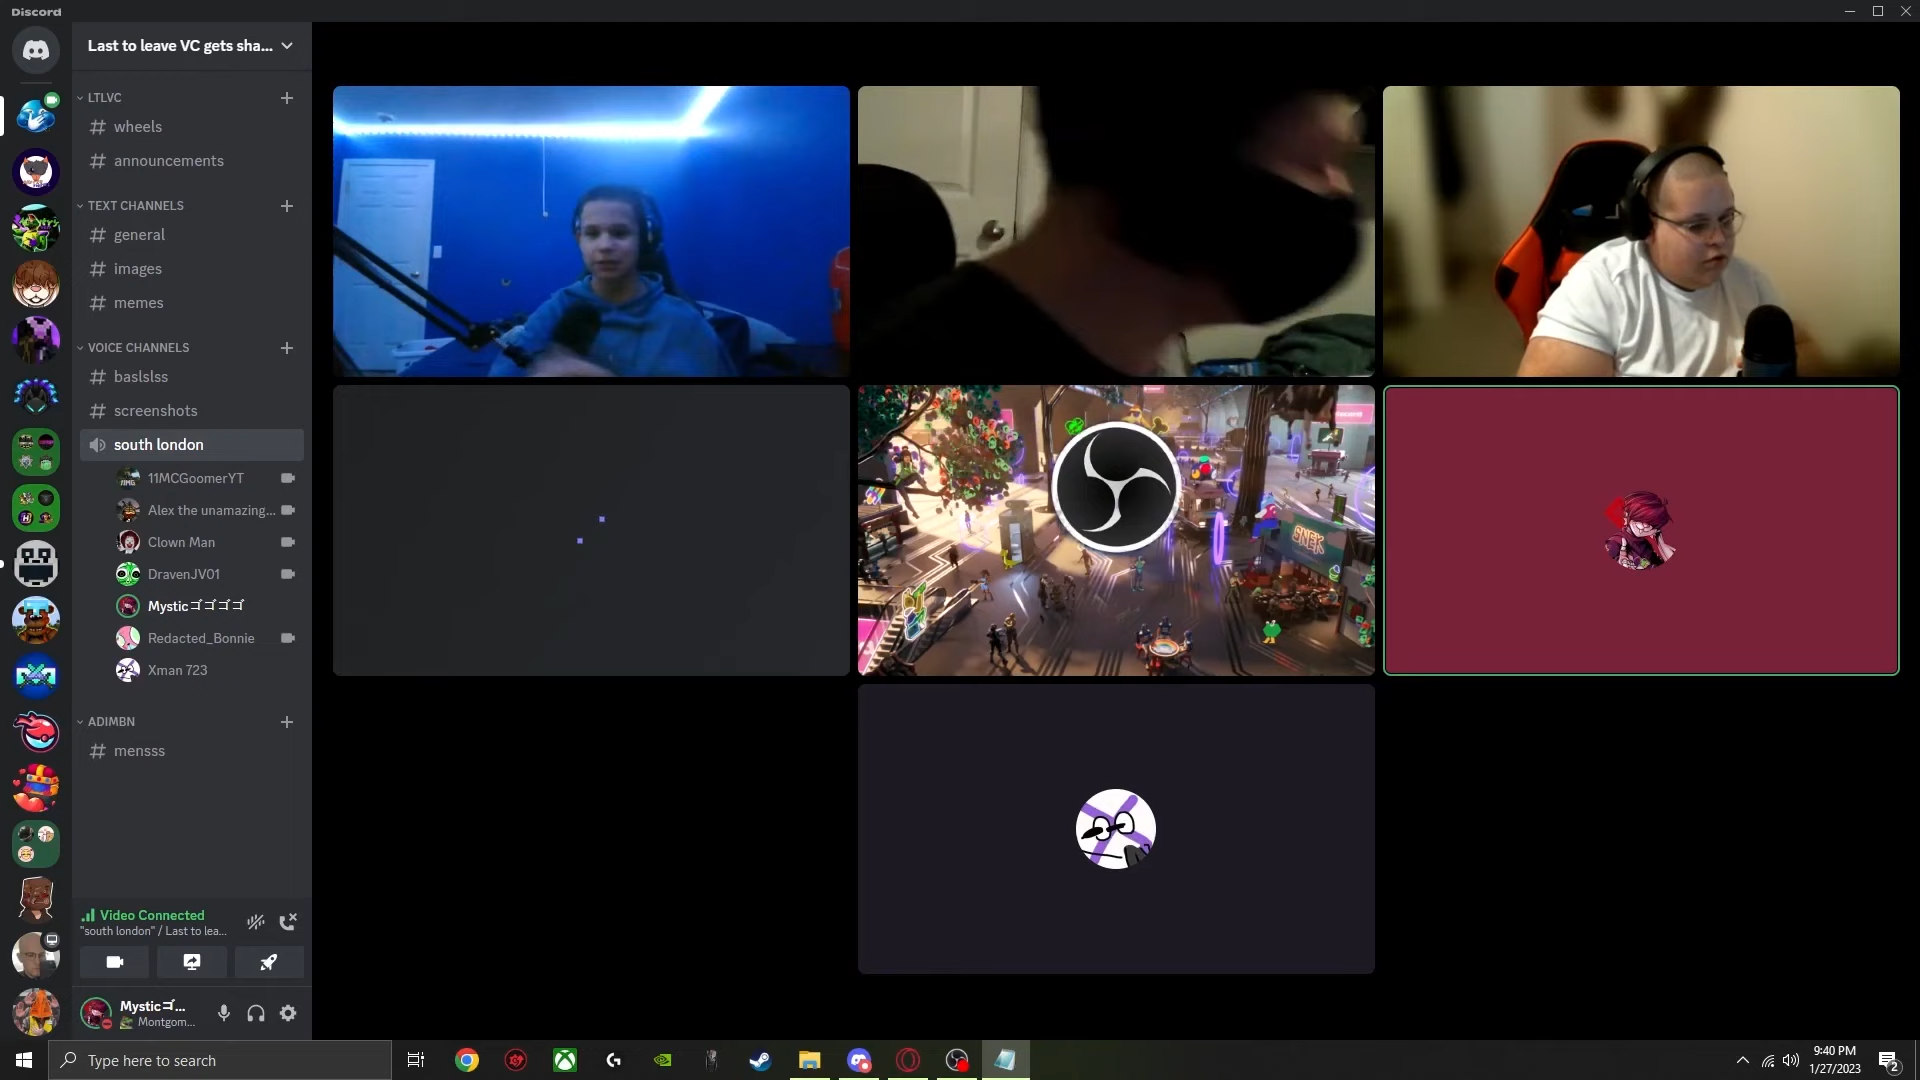 Discord
Last to leave VC gets sha...
LTLVC
wheels
announcements
TEXT CHANNELS
general
images
memes
VOICE CHANNELS
baslslss
screenshots
south london
11MCGoomerYT
Alex the unamazing...
Clown Man
DravenJV01
Mysticゴゴゴゴ
Redacted_Bonnie
Xman 723
ADIMBN
mensss
Video Connected
"south london" / Last to lea...
Mysticゴ...
Montgom...
SNEK
Type here to search
9:40 PM
1/27/2023
2